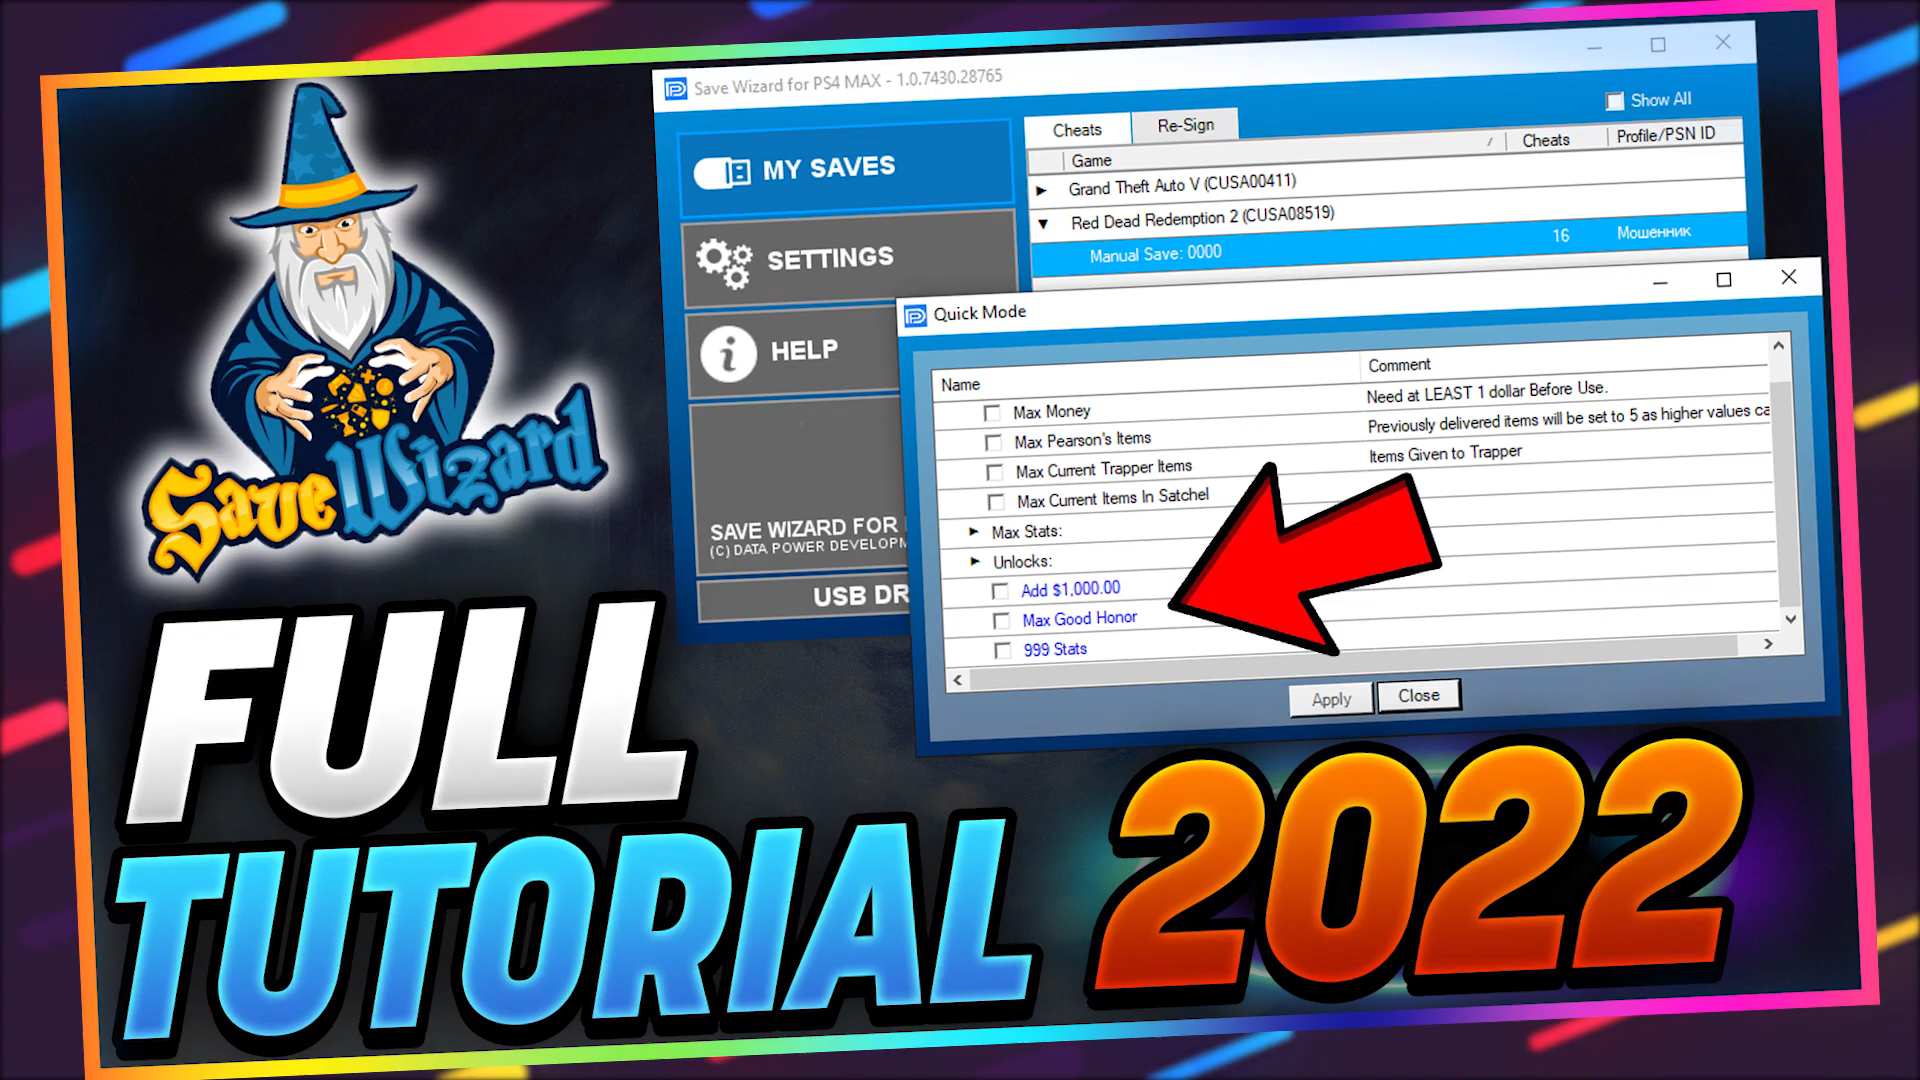 Save Wizard for PS4 MAX - 1.0.7430.28765
Show All
MY SAVES
SETTINGS
HELP
SAVE WIZARD FOR
(C) DATA POWER DEVELOPM
USB DR
Cheats
Re-Sign
Game
Cheats
Profile/PSN ID
Grand Theft Auto V (CUSA00411)
Red Dead Redemption 2 (CUSA08519)
Manual Save: 0000
16
Мошенник
Quick Mode
Name
Comment
Max Money
Need at LEAST 1 dollar Before Use.
Max Pearson's Items
Previously delivered items will be set to 5 as higher values ca
Max Current Trapper Items
Items Given to Trapper
Max Current Items In Satchel
Max Stats:
Unlocks:
Add $1,000.00
Max Good Honor
999 Stats
Apply
Close
Save Wizard
FULL
TUTORIAL
2022